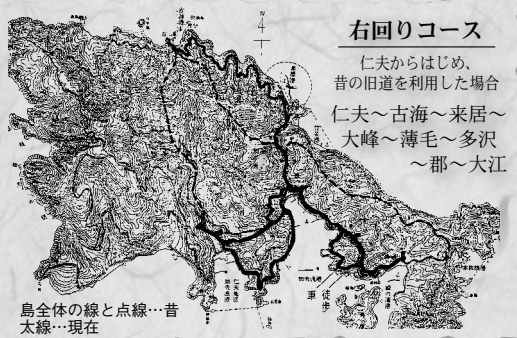 右回りコース
仁夫からはじめ、
昔の旧道を利用した場合
仁夫〜古海〜来居〜
大峰〜薄毛〜多沢
〜郡〜大江
N
車
徒歩
島全体の線と点線…昔
太線…現在